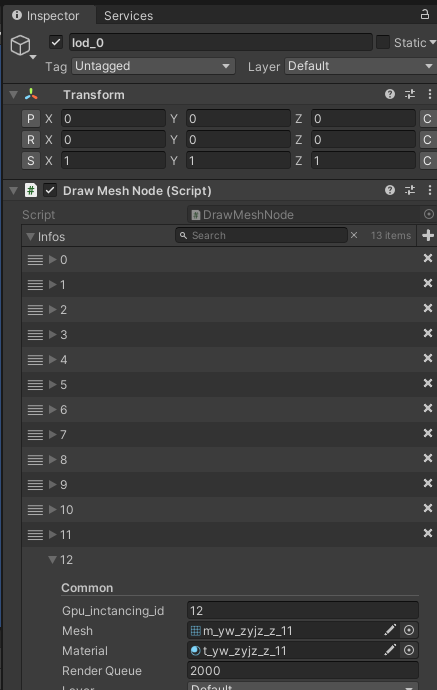 Inspector Services
lod_0 Static
Tag Untagged Layer Default
Transform
P X 0 Y 0 Z 0 C
R X 0 Y 0 Z 0 C
S X 1 Y 1 Z 1 C
# Draw Mesh Node (Script)
Script # DrawMeshNode
Infos Search 13 items
0
1
2
3
4
5
6
7
8
9
10
11
12
Common
Gpu_inctancing_id 12
Mesh m_yw_zyjz_z_11
Material t_yw_zyjz_z_11
Render Queue 2000
Layer Default